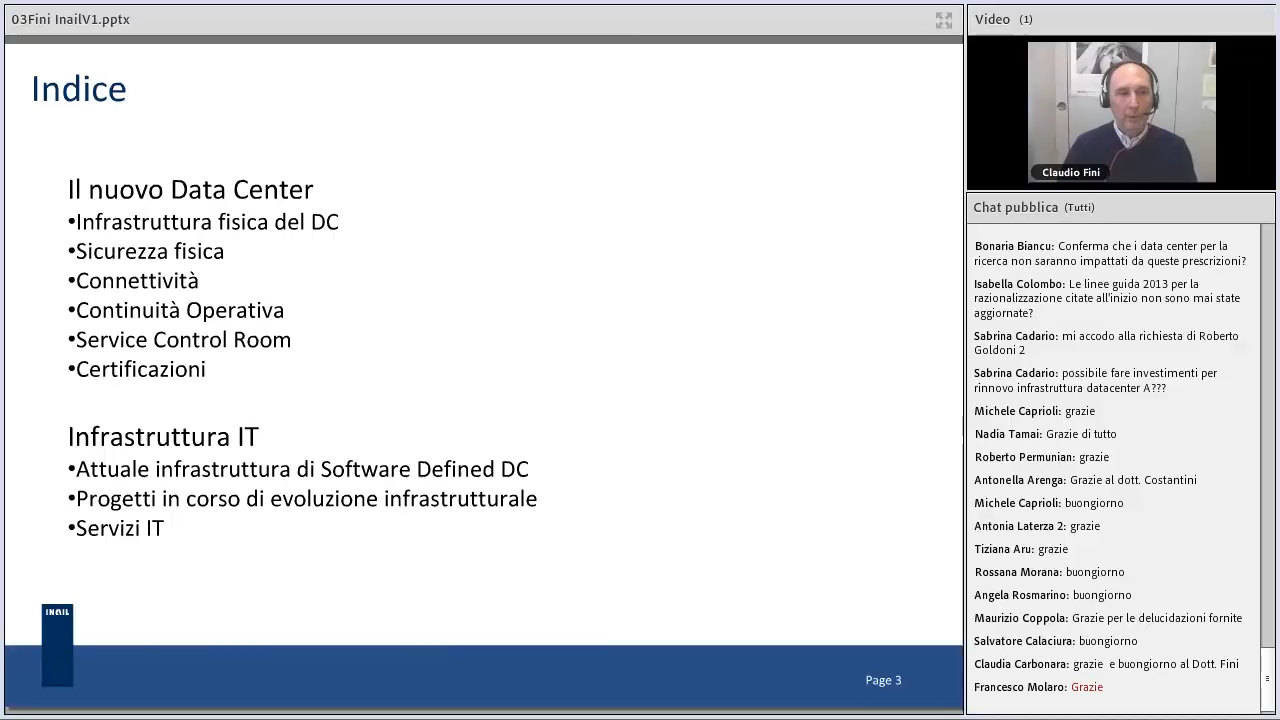 03Fini InailV1.pptx
Indice
Il nuovo Data Center
•Infrastruttura fisica del DC
•Sicurezza fisica
•Connettività
•Continuità Operativa
•Service Control Room
•Certificazioni
Infrastruttura IT
•Attuale infrastruttura di Software Defined DC
•Progetti in corso di evoluzione infrastrutturale
•Servizi IT
INAIL
Page 3
Video (1)
Claudio Fini
Chat pubblica (Tutti)
Bonaria Biancu: Conferma che i data center per la
ricerca non saranno impattati da queste prescrizioni?
Isabella Colombo: Le linee guida 2013 per la
razionalizzazione citate all'inizio non sono mai state
aggiornate?
Sabrina Cadario: mi accodo alla richiesta di Roberto
Goldoni 2
Sabrina Cadario: possibile fare investimenti per
rinnovo infrastruttura datacenter A???
Michele Caprioli: grazie
Nadia Tamai: Grazie di tutto
Roberto Permunian: grazie
Antonella Arenga: Grazie al dott. Costantini
Michele Caprioli: buongiorno
Antonia Laterza 2: grazie
Tiziana Aru: grazie
Rossana Morana: buongiorno
Angela Rosmarino: buongiorno
Maurizio Coppola: Grazie per le delucidazioni fornite
Salvatore Calaciura: buongiorno
Claudia Carbonara: grazie e buongiorno al Dott. Fini
Francesco Molaro: Grazie